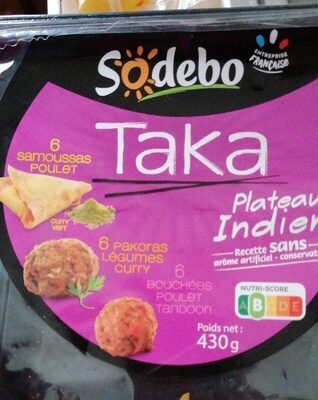 Sodebo
ENTREPRISE
FRANÇAISE
Taka
6
SAMOUSSAS
POULET
CURRY
VERT
6 PAKORAS
LÉGUMES
CURRY
6
BOUCHÉES
POULET
TANDOORI
Plateau
Indien
Recette sans
arôme artificiel - conservat
NUTRI-SCORE
A B C D E
Poids net :
430g